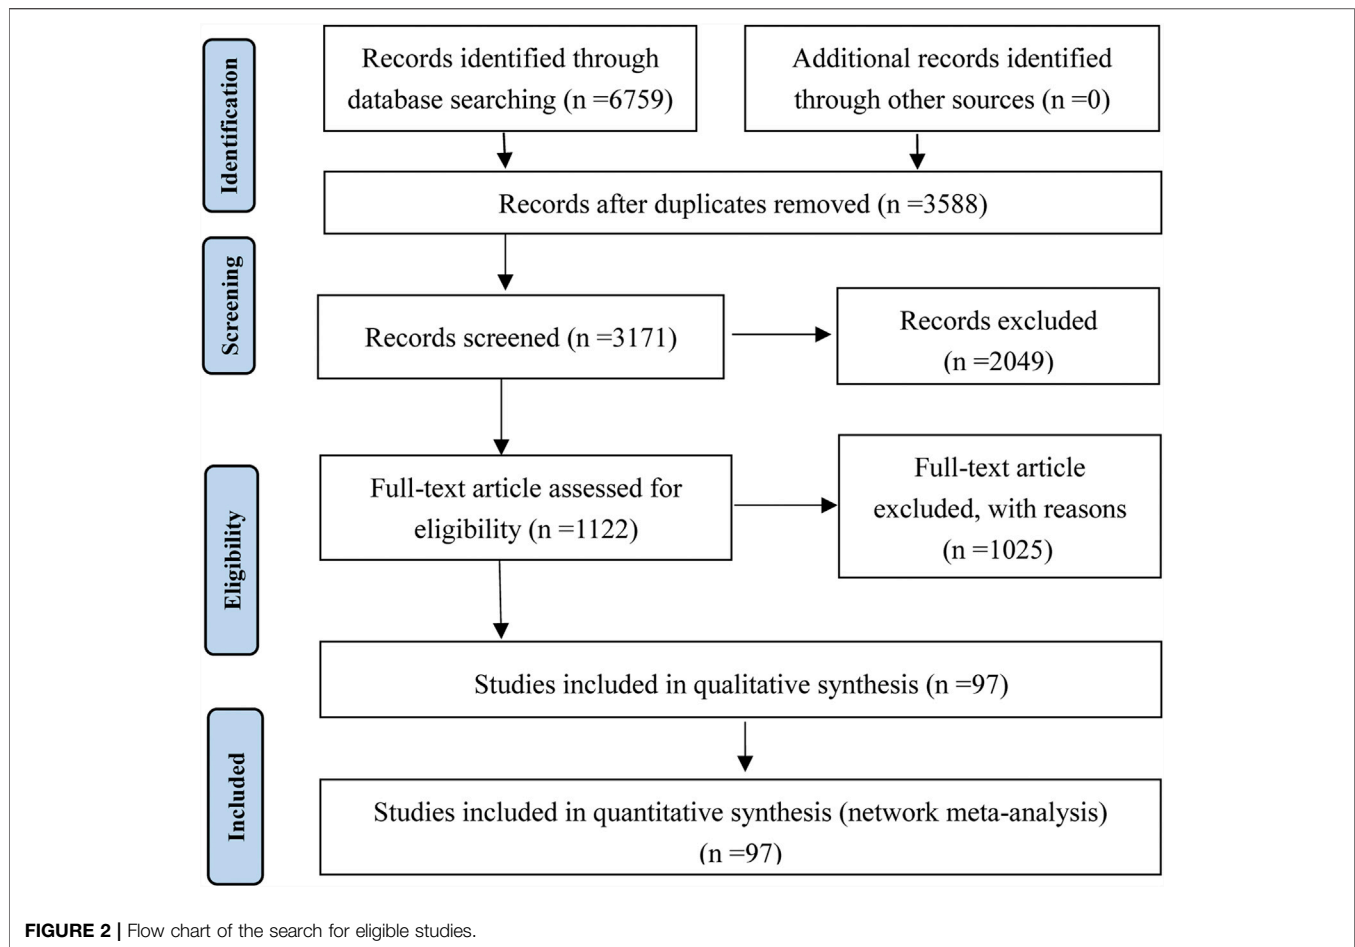 Identification
Records identified through
database searching (n =6759)
Additional records identified
through other sources (n =0)
Records after duplicates removed (n =3588)
Screening
Records screened (n =3171)
Records excluded
(n =2049)
Eligibility
Full-text article assessed for
eligibility (n =1122)
Full-text article
excluded, with reasons
(n =1025)
Studies included in qualitative synthesis (n =97)
Included
Studies included in quantitative synthesis (network meta-analysis)
(n =97)
FIGURE 2 | Flow chart of the search for eligible studies.